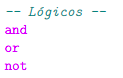 -- Lógicos --
and
or
not